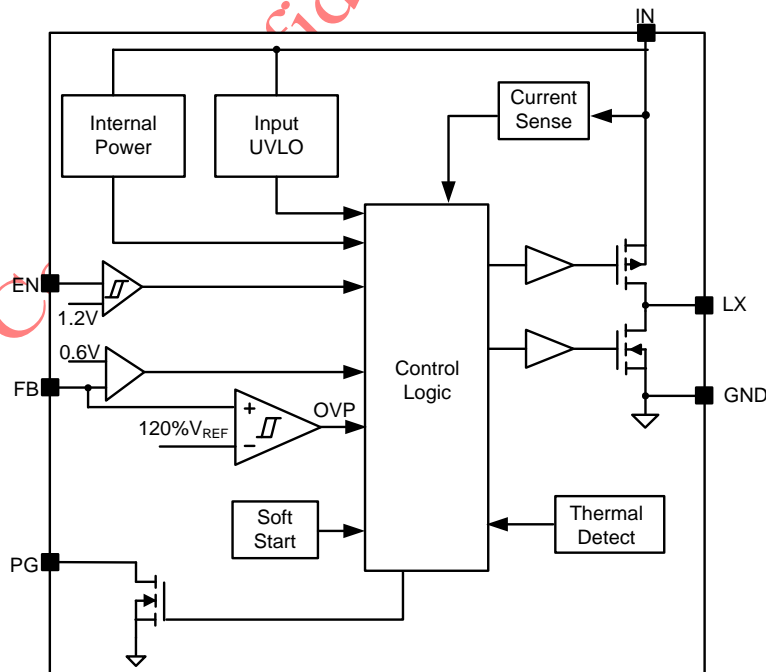 IN
Internal
Power
Input
UVLO
Current
Sense
EN
1.2V
0.6V
FB
120%VREF
+
−
OVP
Control
Logic
LX
GND
Soft
Start
Thermal
Detect
PG